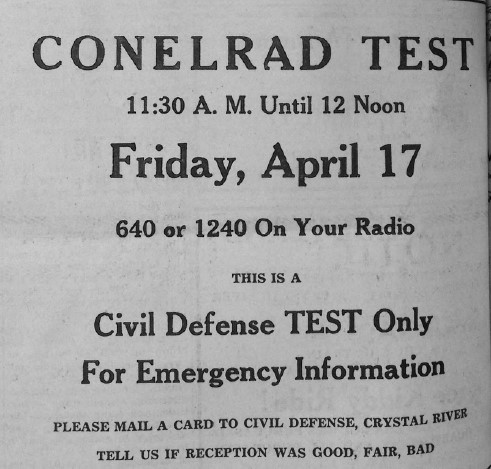 CONELRAD TEST
11:30 A. M. Until 12 Noon
Friday, April 17
640 or 1240 On Your Radio
THIS IS A
Civil Defense TEST Only
For Emergency Information
PLEASE MAIL A CARD TO CIVIL DEFENSE, CRYSTAL RIVER
TELL US IF RECEPTION WAS GOOD, FAIR, BAD